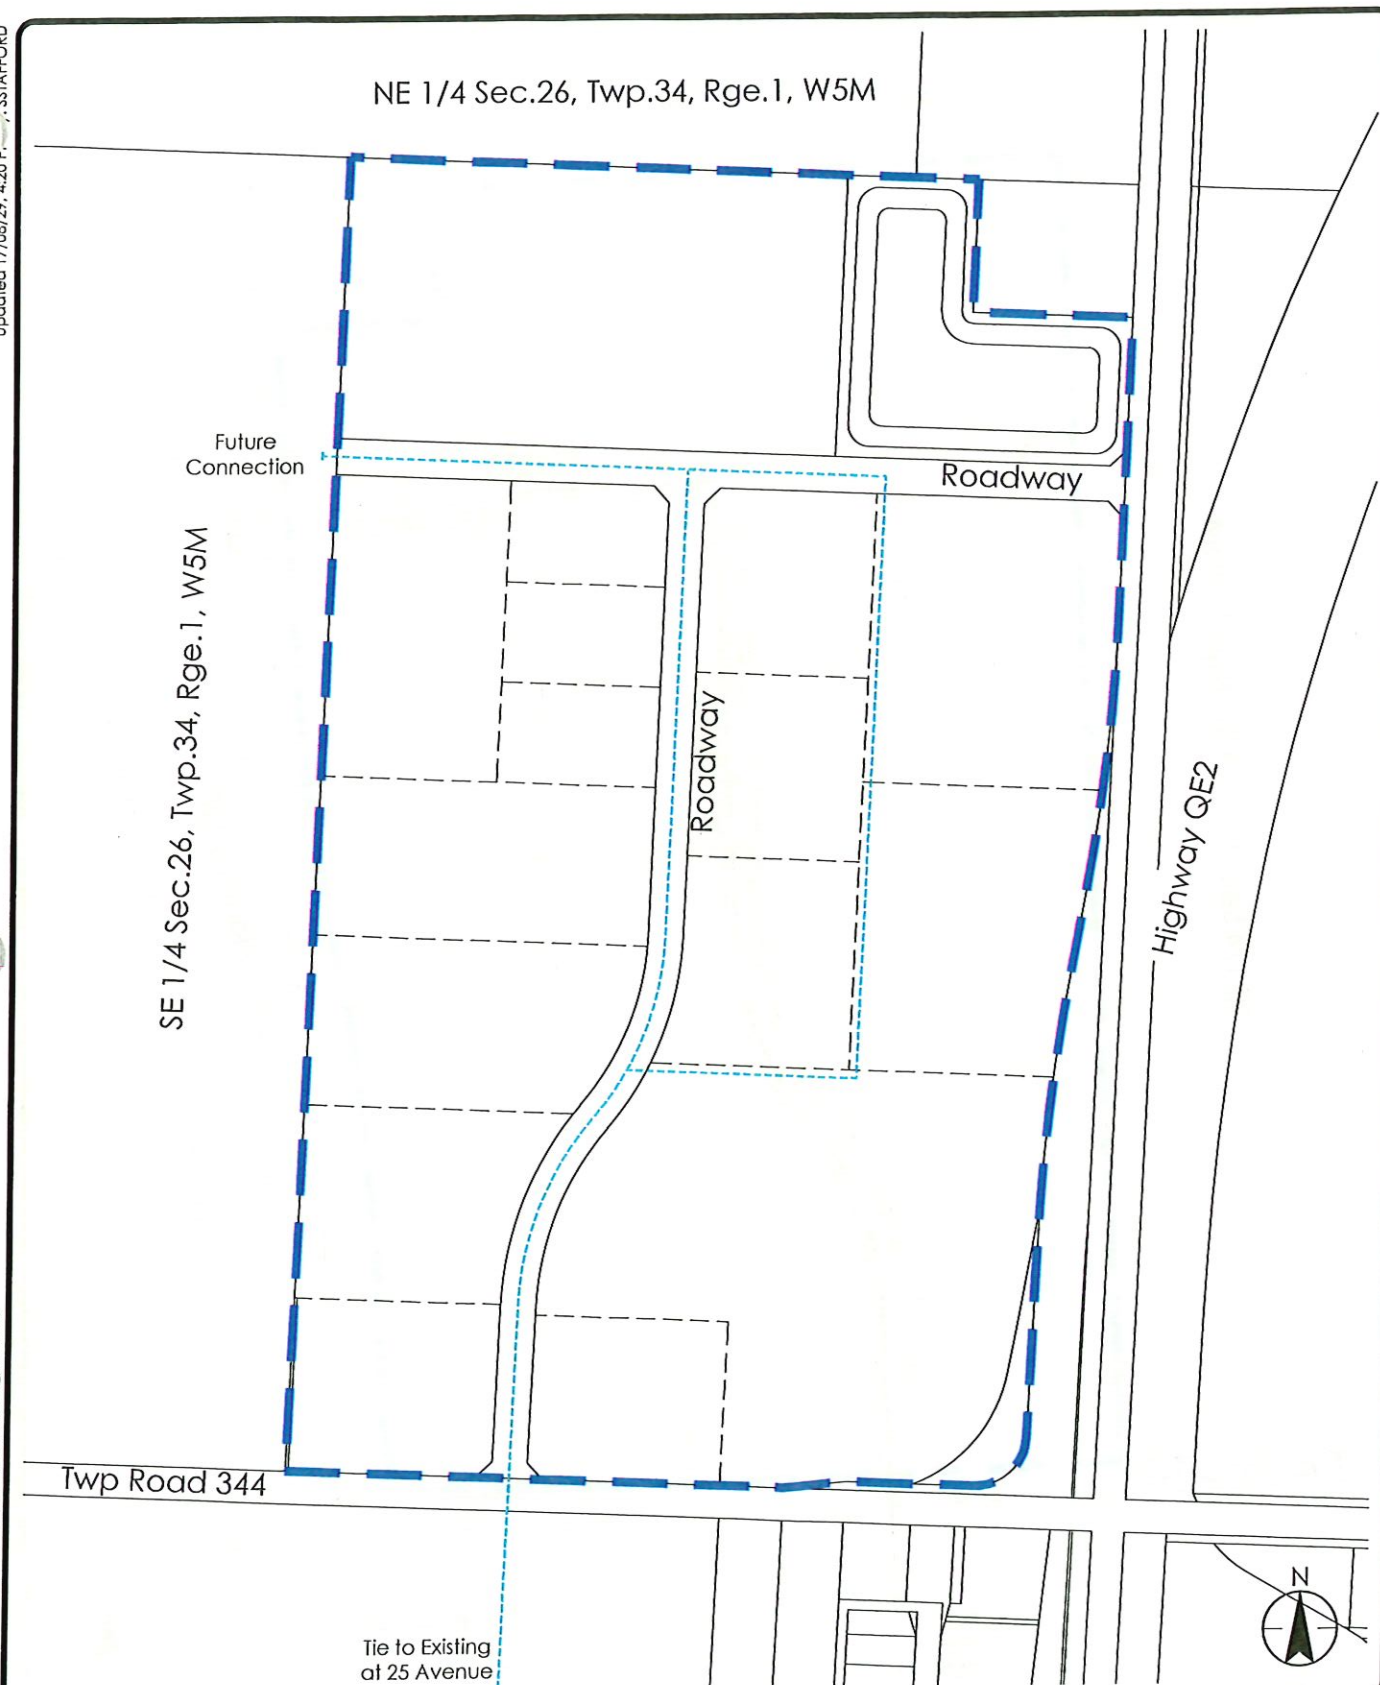 NE 1/4 Sec.26, Twp.34, Rge.1, W5M
Future
Connection
Roadway
SE 1/4 Sec.26, Twp.34, Rge.1, W5M
Roadway
Highway QE2
Twp Road 344
N
Tie to Existing
at 25 Avenue